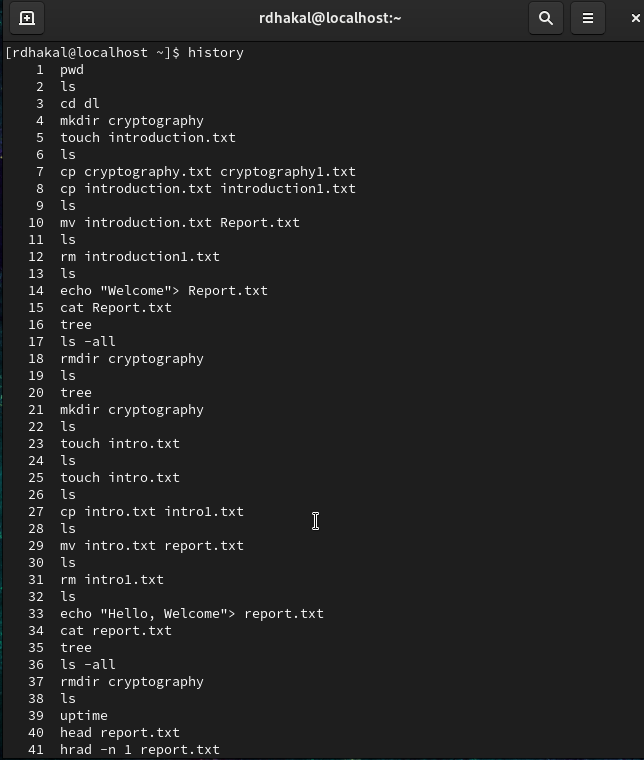 rdhakal@localhost:~
[rdhakal@localhost ~]$ history
1 pwd
2 ls
3 cd dl
4 mkdir cryptography
5 touch introduction.txt
6 ls
7 cp cryptography.txt cryptography1.txt
8 cp introduction.txt introduction1.txt
9 ls
10 mv introduction.txt Report.txt
11 ls
12 rm introduction1.txt
13 ls
14 echo "Welcome"> Report.txt
15 cat Report.txt
16 tree
17 ls -all
18 rmdir cryptography
19 ls
20 tree
21 mkdir cryptography
22 ls
23 touch intro.txt
24 ls
25 touch intro.txt
26 ls
27 cp intro.txt intro1.txt
28 ls
29 mv intro.txt report.txt
30 ls
31 rm intro1.txt
32 ls
33 echo "Hello, Welcome"> report.txt
34 cat report.txt
35 tree
36 ls -all
37 rmdir cryptography
38 ls
39 uptime
40 head report.txt
41 hrad -n 1 report.txt